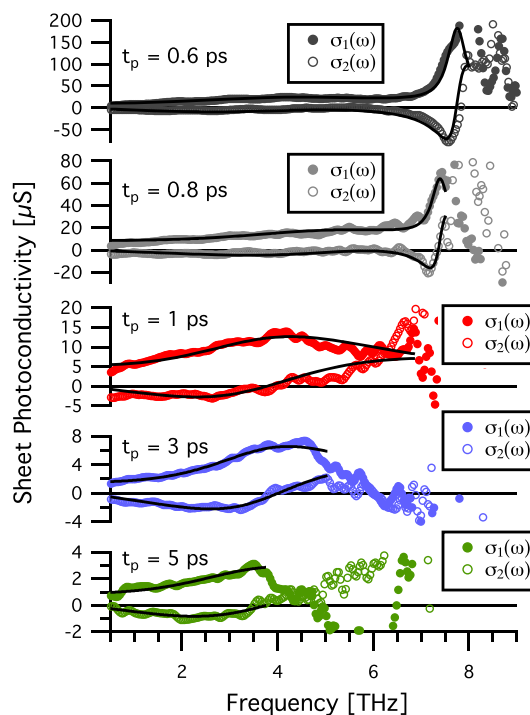 Sheet Photoconductivity [µS]
200
150
100
50
0
-50
t_p = 0.6 ps
σ₁(ω)
σ₂(ω)
80
60
40
20
0
-20
t_p = 0.8 ps
σ₁(ω)
σ₂(ω)
20
15
10
5
0
-5
t_p = 1 ps
σ₁(ω)
σ₂(ω)
8
4
0
-4
t_p = 3 ps
σ₁(ω)
σ₂(ω)
4
2
0
-2
t_p = 5 ps
σ₁(ω)
σ₂(ω)
2 4 6 8
Frequency [THz]